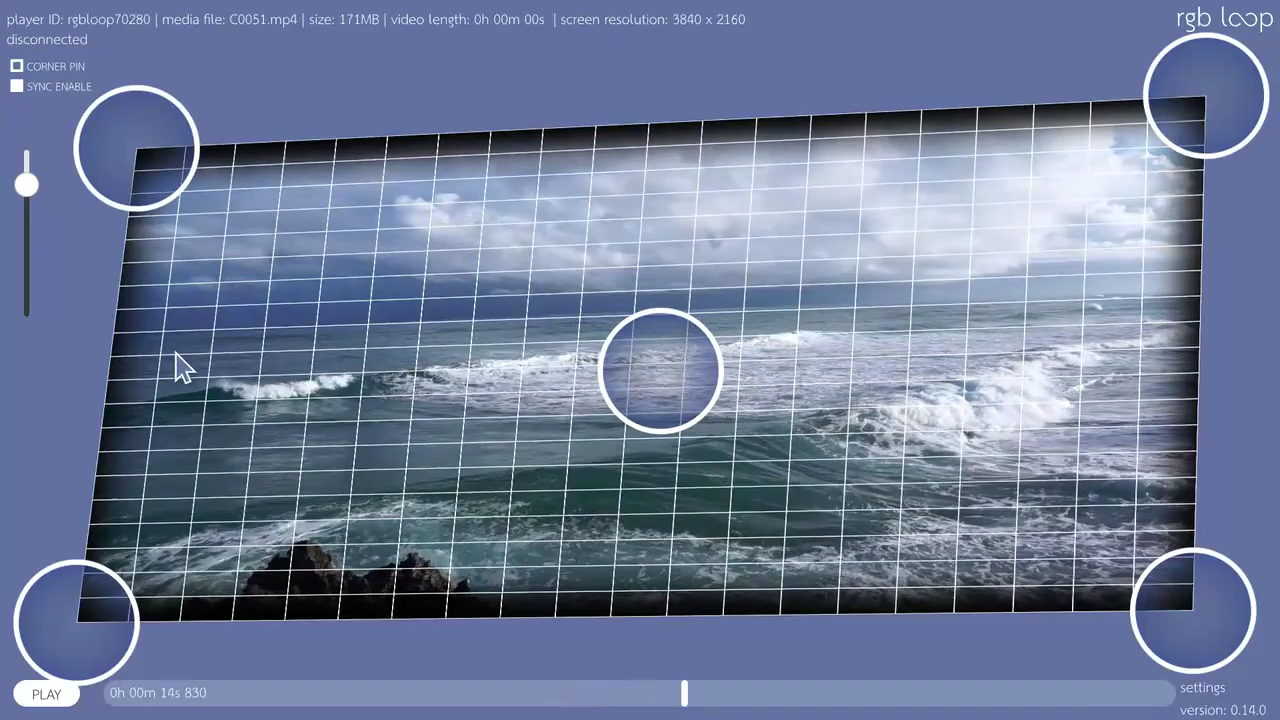 player ID: rgbloop70280 | media file: C0051.mp4 | size: 171MB | video length: 0h 00m 00s | screen resolution: 3840 x 2160
rgb loop
disconnected
CORNER PIN
SYNC ENABLE
PLAY
0h 00m 14s 830
settings
version: 0.14.0